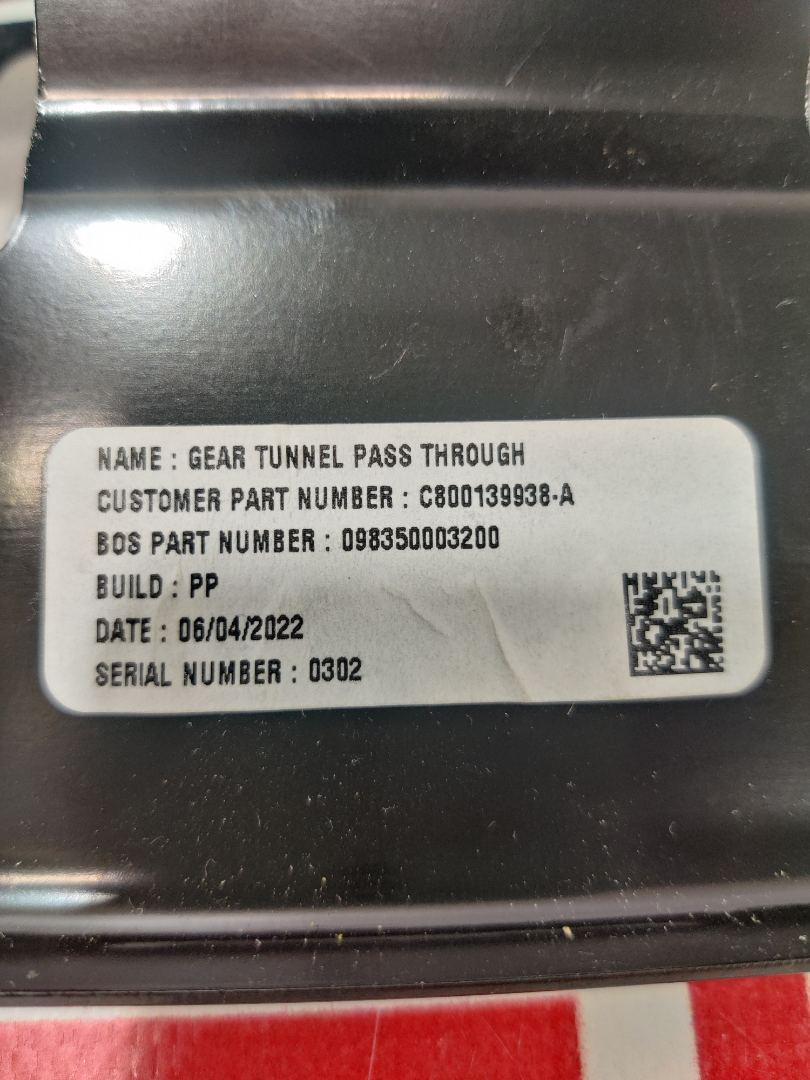 NAME : GEAR TUNNEL PASS THROUGH
CUSTOMER PART NUMBER : C800139938-A
BOS PART NUMBER : 098350003200
BUILD : PP
DATE : 06/04/2022
SERIAL NUMBER : 0302